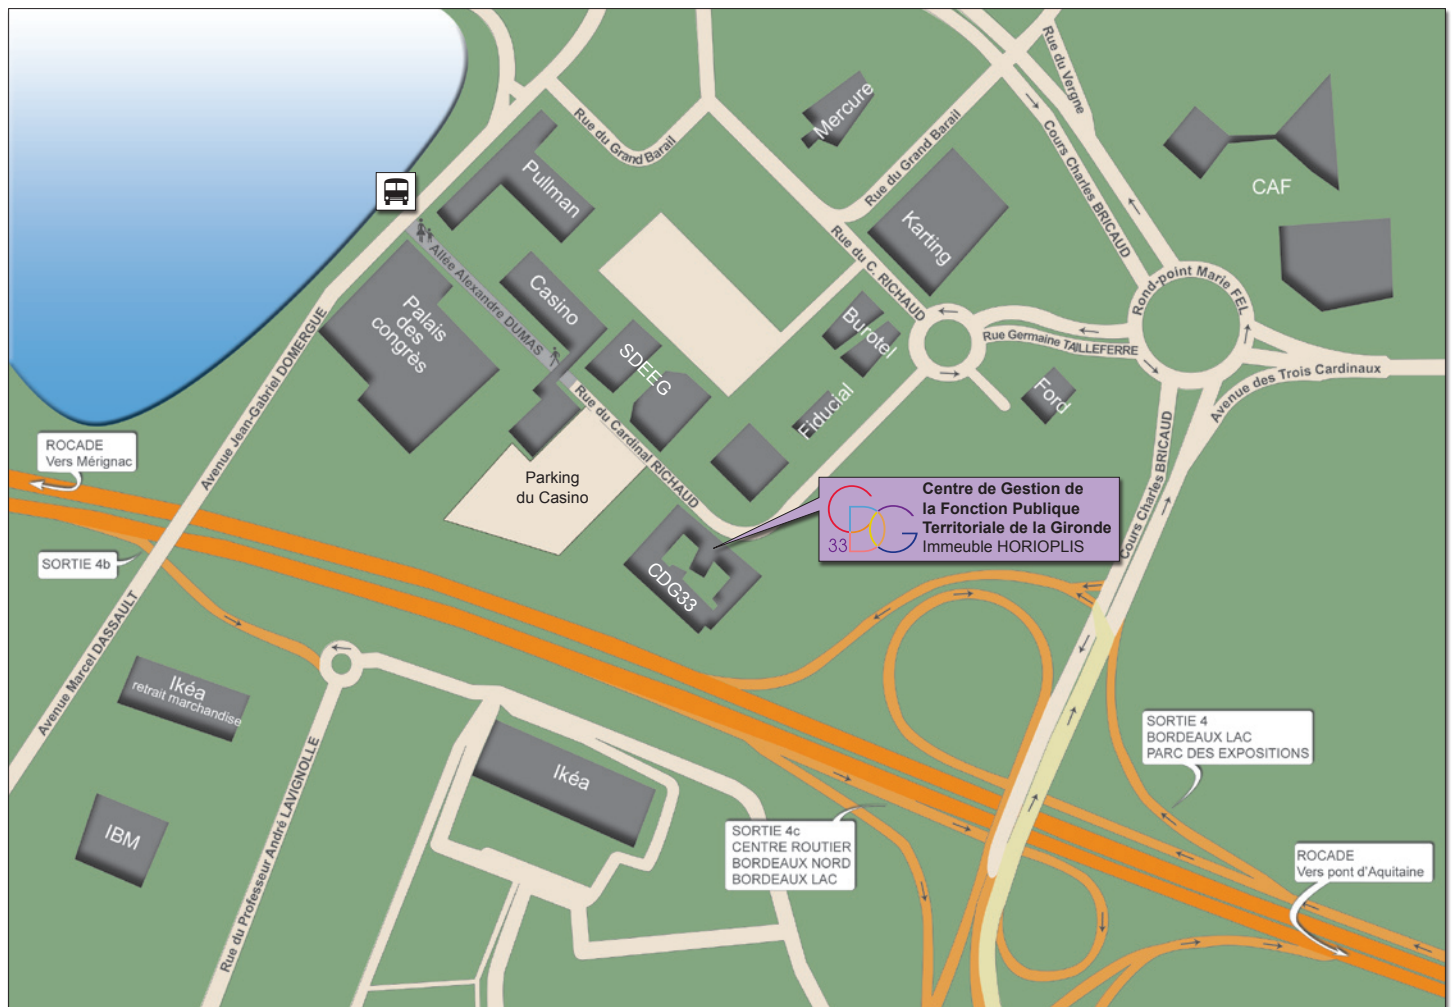 Rue du Vergne
Mercure
Rue du Grand Barail
Rue du Grand Barail
Cours Charles BRICAUD
CAF
Pullman
Karting
Allée Alexandre DUMAS
Rue du C. RICHAUD
Rond-point Marie FEL
Casino
Palais
des
congrès
Burotel
Rue Germaine TAILLEFERRE
SDEEG
Avenue Jean-Gabriel DOMERGUE
Rue du Cardinal RICHAUD
Ford
Avenue des Trois Cardinaux
Fiducial
ROCADE
Vers Mérignac
Parking
du Casino
Centre de Gestion de
la Fonction Publique
Territoriale de la Gironde
Immeuble HORIOPLIS
CDG
33
Cours Charles BRICAUD
SORTIE 4b
CDG33
Avenue Marcel DASSAULT
Ikéa
retrait marchandise
SORTIE 4
BORDEAUX LAC
PARC DES EXPOSITIONS
Ikéa
IBM
Rue du Professeur André LAVIGNOLLE
SORTIE 4c
CENTRE ROUTIER
BORDEAUX NORD
BORDEAUX LAC
ROCADE
Vers pont d'Aquitaine